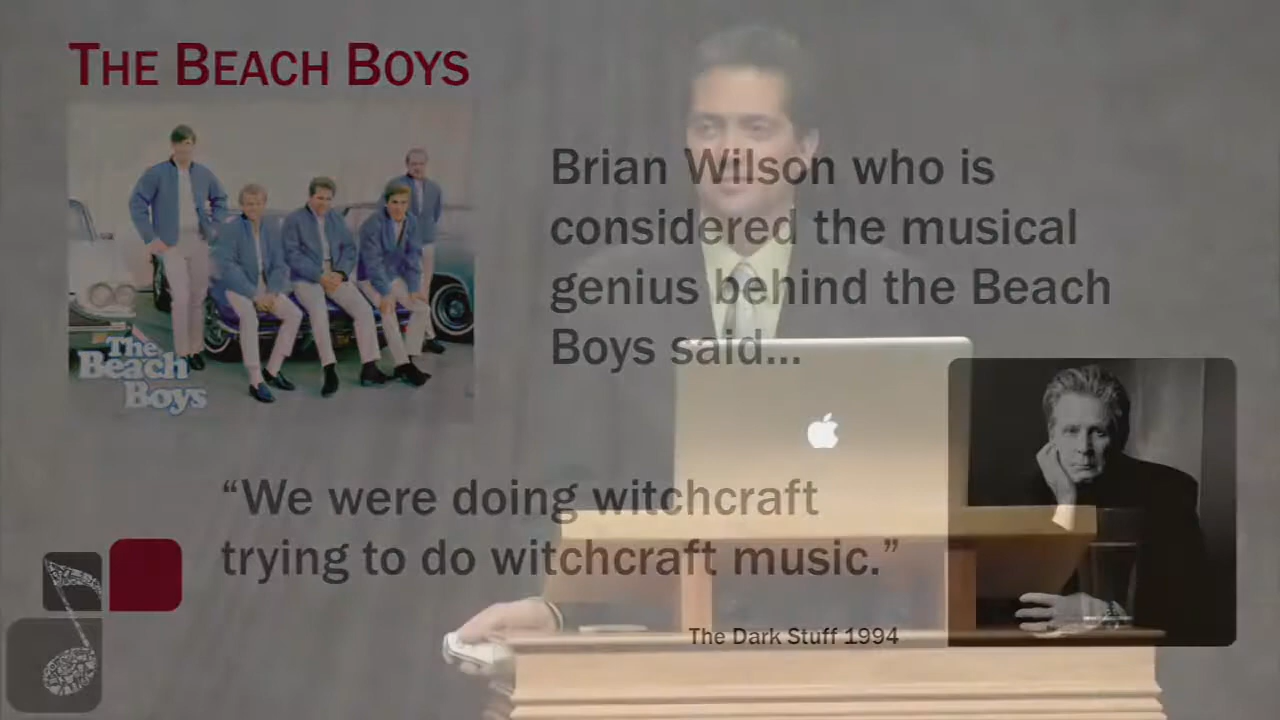 THE BEACH BOYS
Brian Wilson who is
considered the musical
genius behind the Beach
Boys said...
The
Beach
Boys
“We were doing witchcraft
trying to do witchcraft music.”
The Dark Stuff 1994